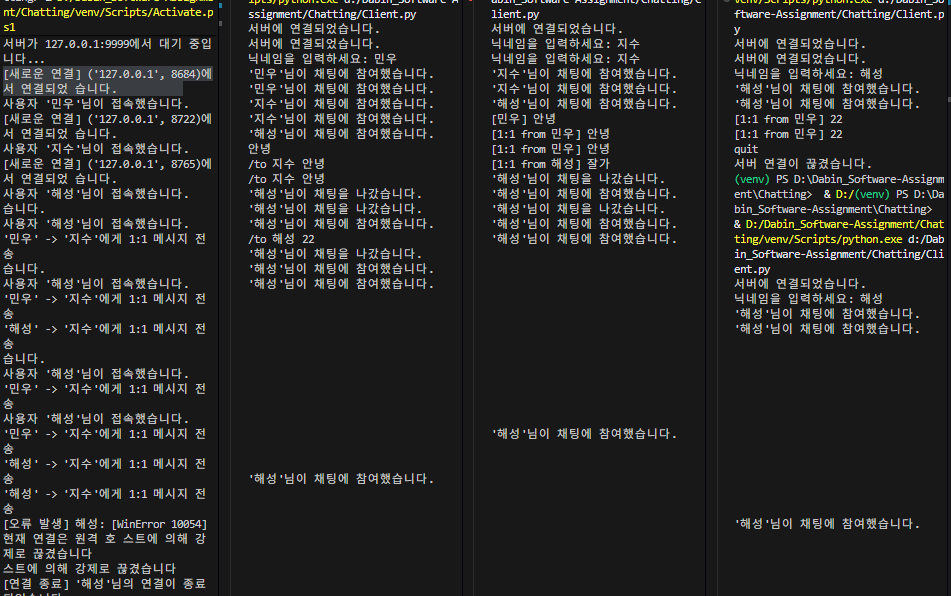 nt/Chatting/venv/Scripts/Activate.p
s1
서버가 127.0.0.1:9999에서 대기 중입
니다...
[새로운 연결] ('127.0.0.1', 8684)에
서 연결되었 습니다.
사용자 '민우'님이 접속했습니다.
[새로운 연결] ('127.0.0.1', 8722)에
서 연결되었 습니다.
사용자 '지수'님이 접속했습니다.
[새로운 연결] ('127.0.0.1', 8765)에
서 연결되었 습니다.
사용자 '해성'님이 접속했습니다.
습니다.
사용자 '해성'님이 접속했습니다.
'민우' -> '지수'에게 1:1 메시지 전
송
습니다.
사용자 '해성'님이 접속했습니다.
'민우' -> '지수'에게 1:1 메시지 전
송
'해성' -> '지수'에게 1:1 메시지 전
송
습니다.
사용자 '해성'님이 접속했습니다.
'민우' -> '지수'에게 1:1 메시지 전
송
사용자 '해성'님이 접속했습니다.
'민우' -> '지수'에게 1:1 메시지 전
송
'해성' -> '지수'에게 1:1 메시지 전
송
'해성' -> '지수'에게 1:1 메시지 전
송
[오류 발생] 해성: [WinError 10054]
현재 연결은 원격 호 스트에 의해 강
제로 끊겼습니다
스트에 의해 강제로 끊겼습니다
[연결 종료] '해성'님의 연결이 종료
ipts/python.exe d:/Dabin_Software-A
ssignment/Chatting/Client.py
서버에 연결되었습니다.
서버에 연결되었습니다.
닉네임을 입력하세요: 민우
'민우'님이 채팅에 참여했습니다.
'민우'님이 채팅에 참여했습니다.
'지수'님이 채팅에 참여했습니다.
'지수'님이 채팅에 참여했습니다.
'해성'님이 채팅에 참여했습니다.
안녕
/to 지수 안녕
/to 지수 안녕
'해성'님이 채팅을 나갔습니다.
'해성'님이 채팅을 나갔습니다.
'해성'님이 채팅에 참여했습니다.
/to 해성 22
'해성'님이 채팅을 나갔습니다.
'해성'님이 채팅에 참여했습니다.
'해성'님이 채팅에 참여했습니다.
'해성'님이 채팅에 참여했습니다.
abin_Software-Assignment/Chatting/C
lient.py
서버에 연결되었습니다.
닉네임을 입력하세요: 지수
닉네임을 입력하세요: 지수
'지수'님이 채팅에 참여했습니다.
'지수'님이 채팅에 참여했습니다.
'해성'님이 채팅에 참여했습니다.
[민우] 안녕
[1:1 from 민우] 안녕
[1:1 from 민우] 안녕
[1:1 from 해성] 잘가
'해성'님이 채팅을 나갔습니다.
'해성'님이 채팅에 참여했습니다
'해성'님이 채팅을 나갔습니다.
'해성'님이 채팅에 참여했습니다.
'해성'님이 채팅에 참여했습니다.
'해성'님이 채팅에 참여했습니다.
venv/Scripts/python.exe d:/Dabin_So
ftware-Assignment/Chatting/Client.p
y
서버에 연결되었습니다.
서버에 연결되었습니다.
닉네임을 입력하세요: 해성
'해성'님이 채팅에 참여했습니다.
'해성'님이 채팅에 참여했습니다.
[1:1 from 민우] 22
[1:1 from 민우] 22
quit
서버 연결이 끊겼습니다.
(venv) PS D:\Dabin_Software-Assignm
ent\Chatting>  & D:/(venv) PS D:\Da
bin_Software-Assignment\Chatting>
& D:/Dabin_Software-Assignment/Chat
ting/venv/Scripts/python.exe d:/Dab
in_Software-Assignment/Chatting/Cli
ent.py
서버에 연결되었습니다.
닉네임을 입력하세요: 해성
'해성'님이 채팅에 참여했습니다.
'해성'님이 채팅에 참여했습니다.
'해성'님이 채팅에 참여했습니다.